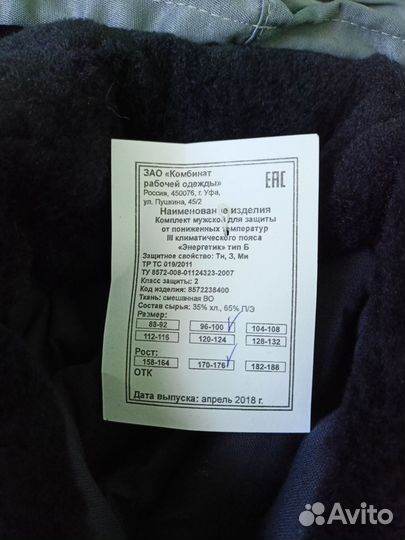 ЗАО «Комбинат
рабочей одежды»
Россия, 450076, г. Уфа,
ул. Пушкина, 45/2
EAC
Наименование изделия
Комплект мужской для защиты
от пониженных температур
III климатического пояса
«Энергетик» тип Б
Защитное свойство: Тн, З, Ми
ТР ТС 019/2011
ТУ 8572-008-01124323-2007
Класс защиты: 2
Код изделия: 8572238400
Ткань: смешанная ВО
Состав сырья: 35% хл., 65% П/Э
Размер:
88-92 96-100 104-108
112-116 120-124 128-132
Рост:
158-164 170-176 182-188
ОТК
Дата выпуска: апрель 2018 г.
Avito